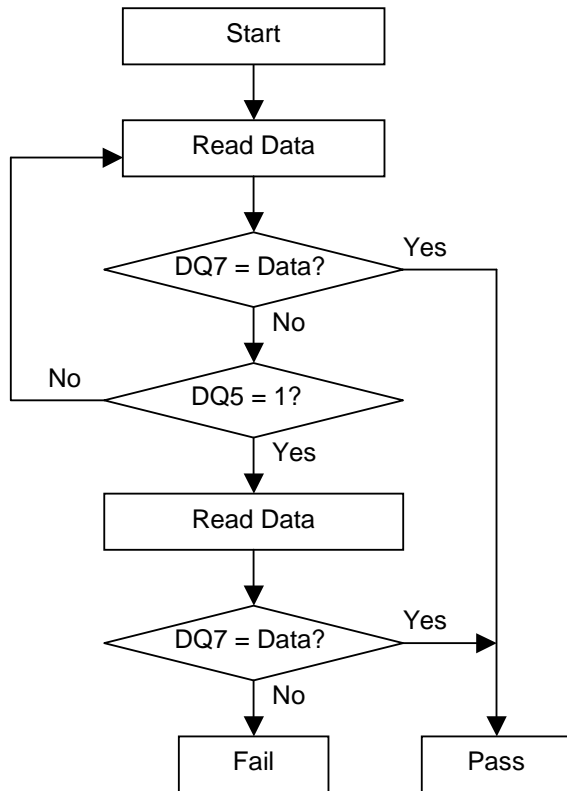 Start
Read Data
DQ7 = Data?
Yes
No
DQ5 = 1?
No
Yes
Read Data
DQ7 = Data?
Yes
No
Fail
Pass